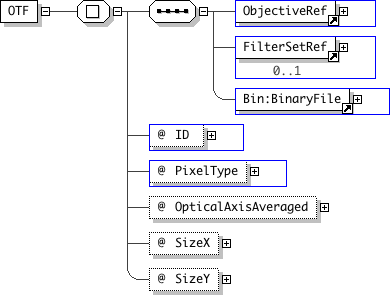 OTF
ObjectiveRef
FilterSetRef
0..1
Bin:BinaryFile
@ ID
@ PixelType
@ OpticalAxisAveraged
@ SizeX
@ SizeY